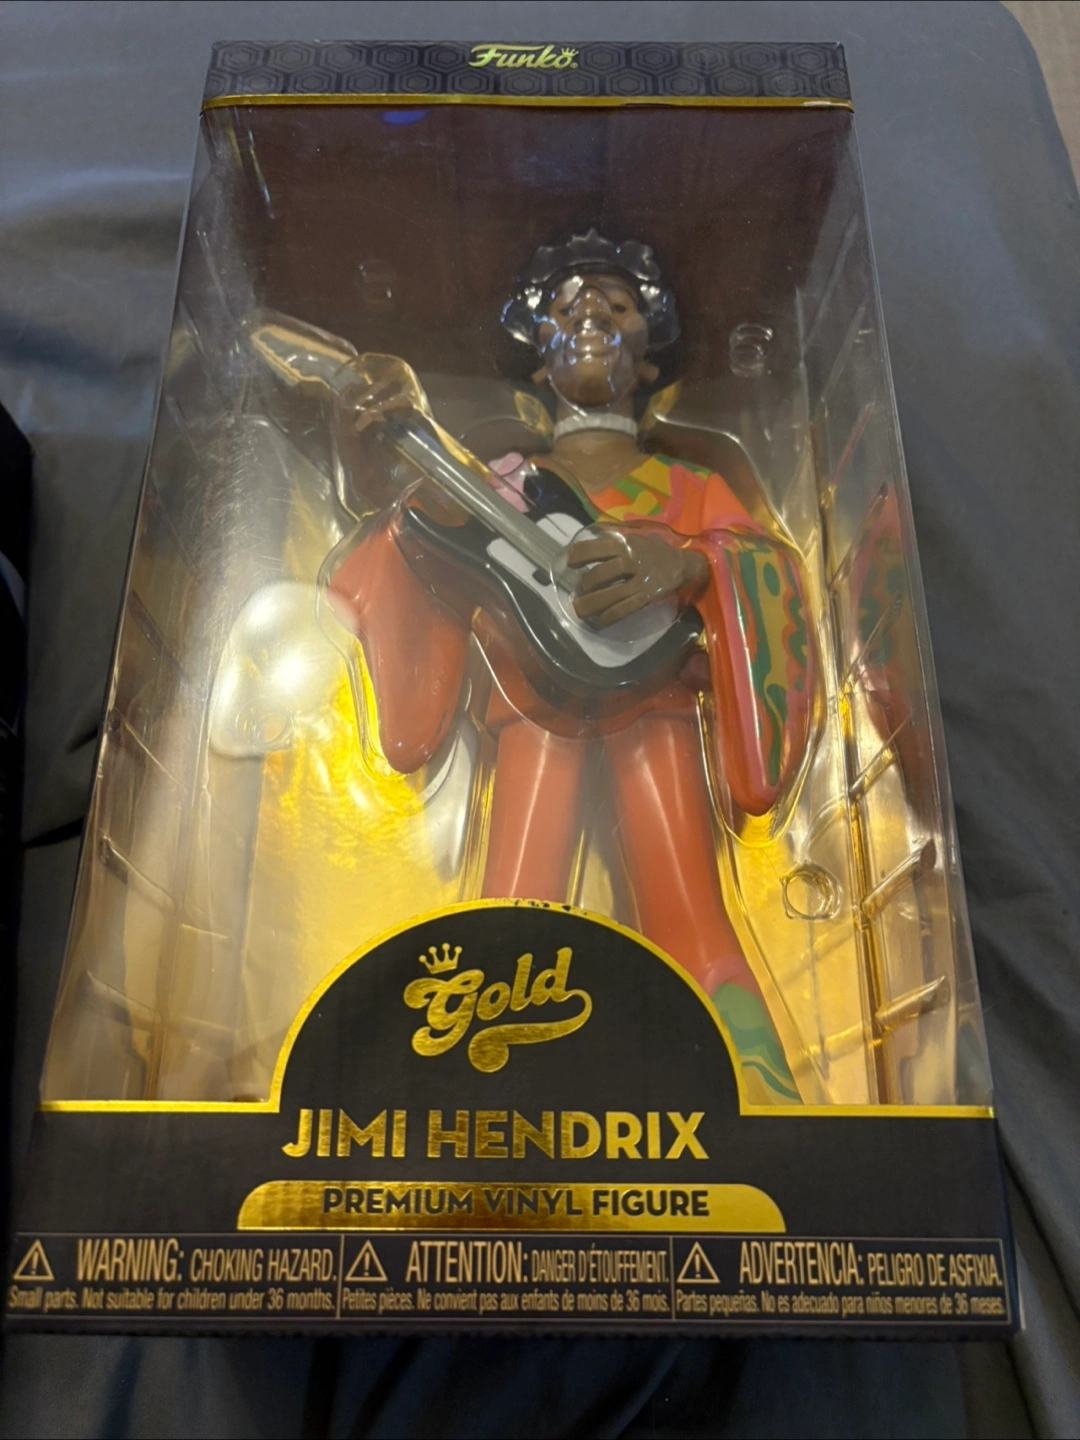 Funko®
Gold
JIMI HENDRIX
PREMIUM VINYL FIGURE
WARNING: CHOKING HAZARD.
Small parts. Not suitable for children under 36 months.
ATTENTION: DANGER D'ÉTOUFFEMENT.
Petites pièces. Ne convient pas aux enfants de moins de 36 mois.
ADVERTENCIA: PELIGRO DE ASFIXIA.
Partes pequeñas. No es adecuado para niños menores de 36 meses.